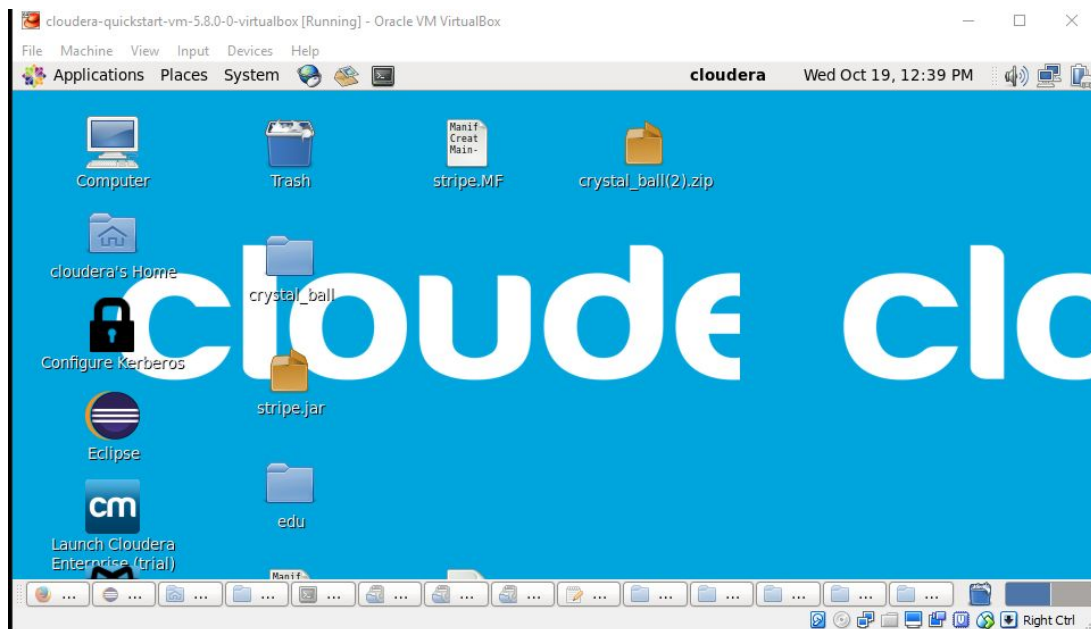 cloudera-quickstart-vm-5.8.0-0-virtualbox [Running] - Oracle VM VirtualBox
File Machine View Input Devices Help
Applications Places System cloudera Wed Oct 19, 12:39 PM
Manif
Creat
Main-
Computer Trash stripe.MF crystal_ball(2).zip
cloudera's Home
cloude clo
crystal_ball
Configure Kerberos
stripe.jar
Eclipse
cm
edu
Launch Cloudera
Enterprise (trial)
Manif
... ... ... ... ... ... ... ... ... ... ... ... ... ...
Right Ctrl